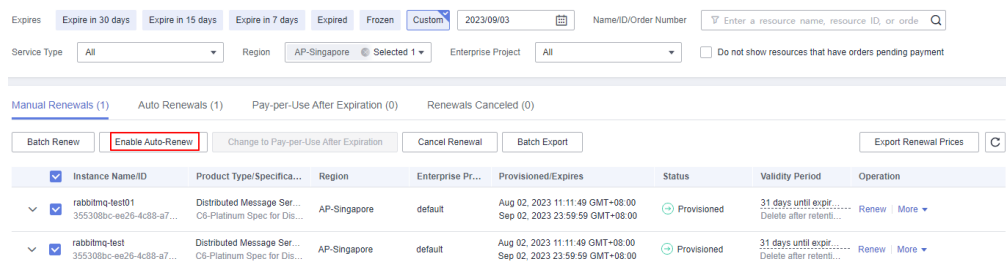 Expires Expire in 30 days Expire in 15 days Expire in 7 days Expired Frozen Custom 2023/09/03 Name/ID/Order Number Enter a resource name, resource ID, or orde
Service Type All Region AP-Singapore Selected 1 Enterprise Project All Do not show resources that have orders pending payment
Manual Renewals (1) Auto Renewals (1) Pay-per-Use After Expiration (0) Renewals Canceled (0)
Batch Renew Enable Auto-Renew Change to Pay-per-Use After Expiration Cancel Renewal Batch Export Export Renewal Prices
Instance Name/ID Product Type/Specifica... Region Enterprise Pr... Provisioned/Expires Status Validity Period Operation
rabbitmq-test01 Distributed Message Ser... AP-Singapore default Aug 02, 2023 11:11:49 GMT+08:00 Provisioned 31 days until expir... Renew More
355308bc-ee26-4c88-a7... C6-Platinum Spec for Dis... Sep 02, 2023 23:59:59 GMT+08:00 Delete after retenti...
rabbitmq-test Distributed Message Ser... AP-Singapore default Aug 02, 2023 11:11:49 GMT+08:00 Provisioned 31 days until expir... Renew More
355308bc-ee26-4c88-a7... C6-Platinum Spec for Dis... Sep 02, 2023 23:59:59 GMT+08:00 Delete after retenti...